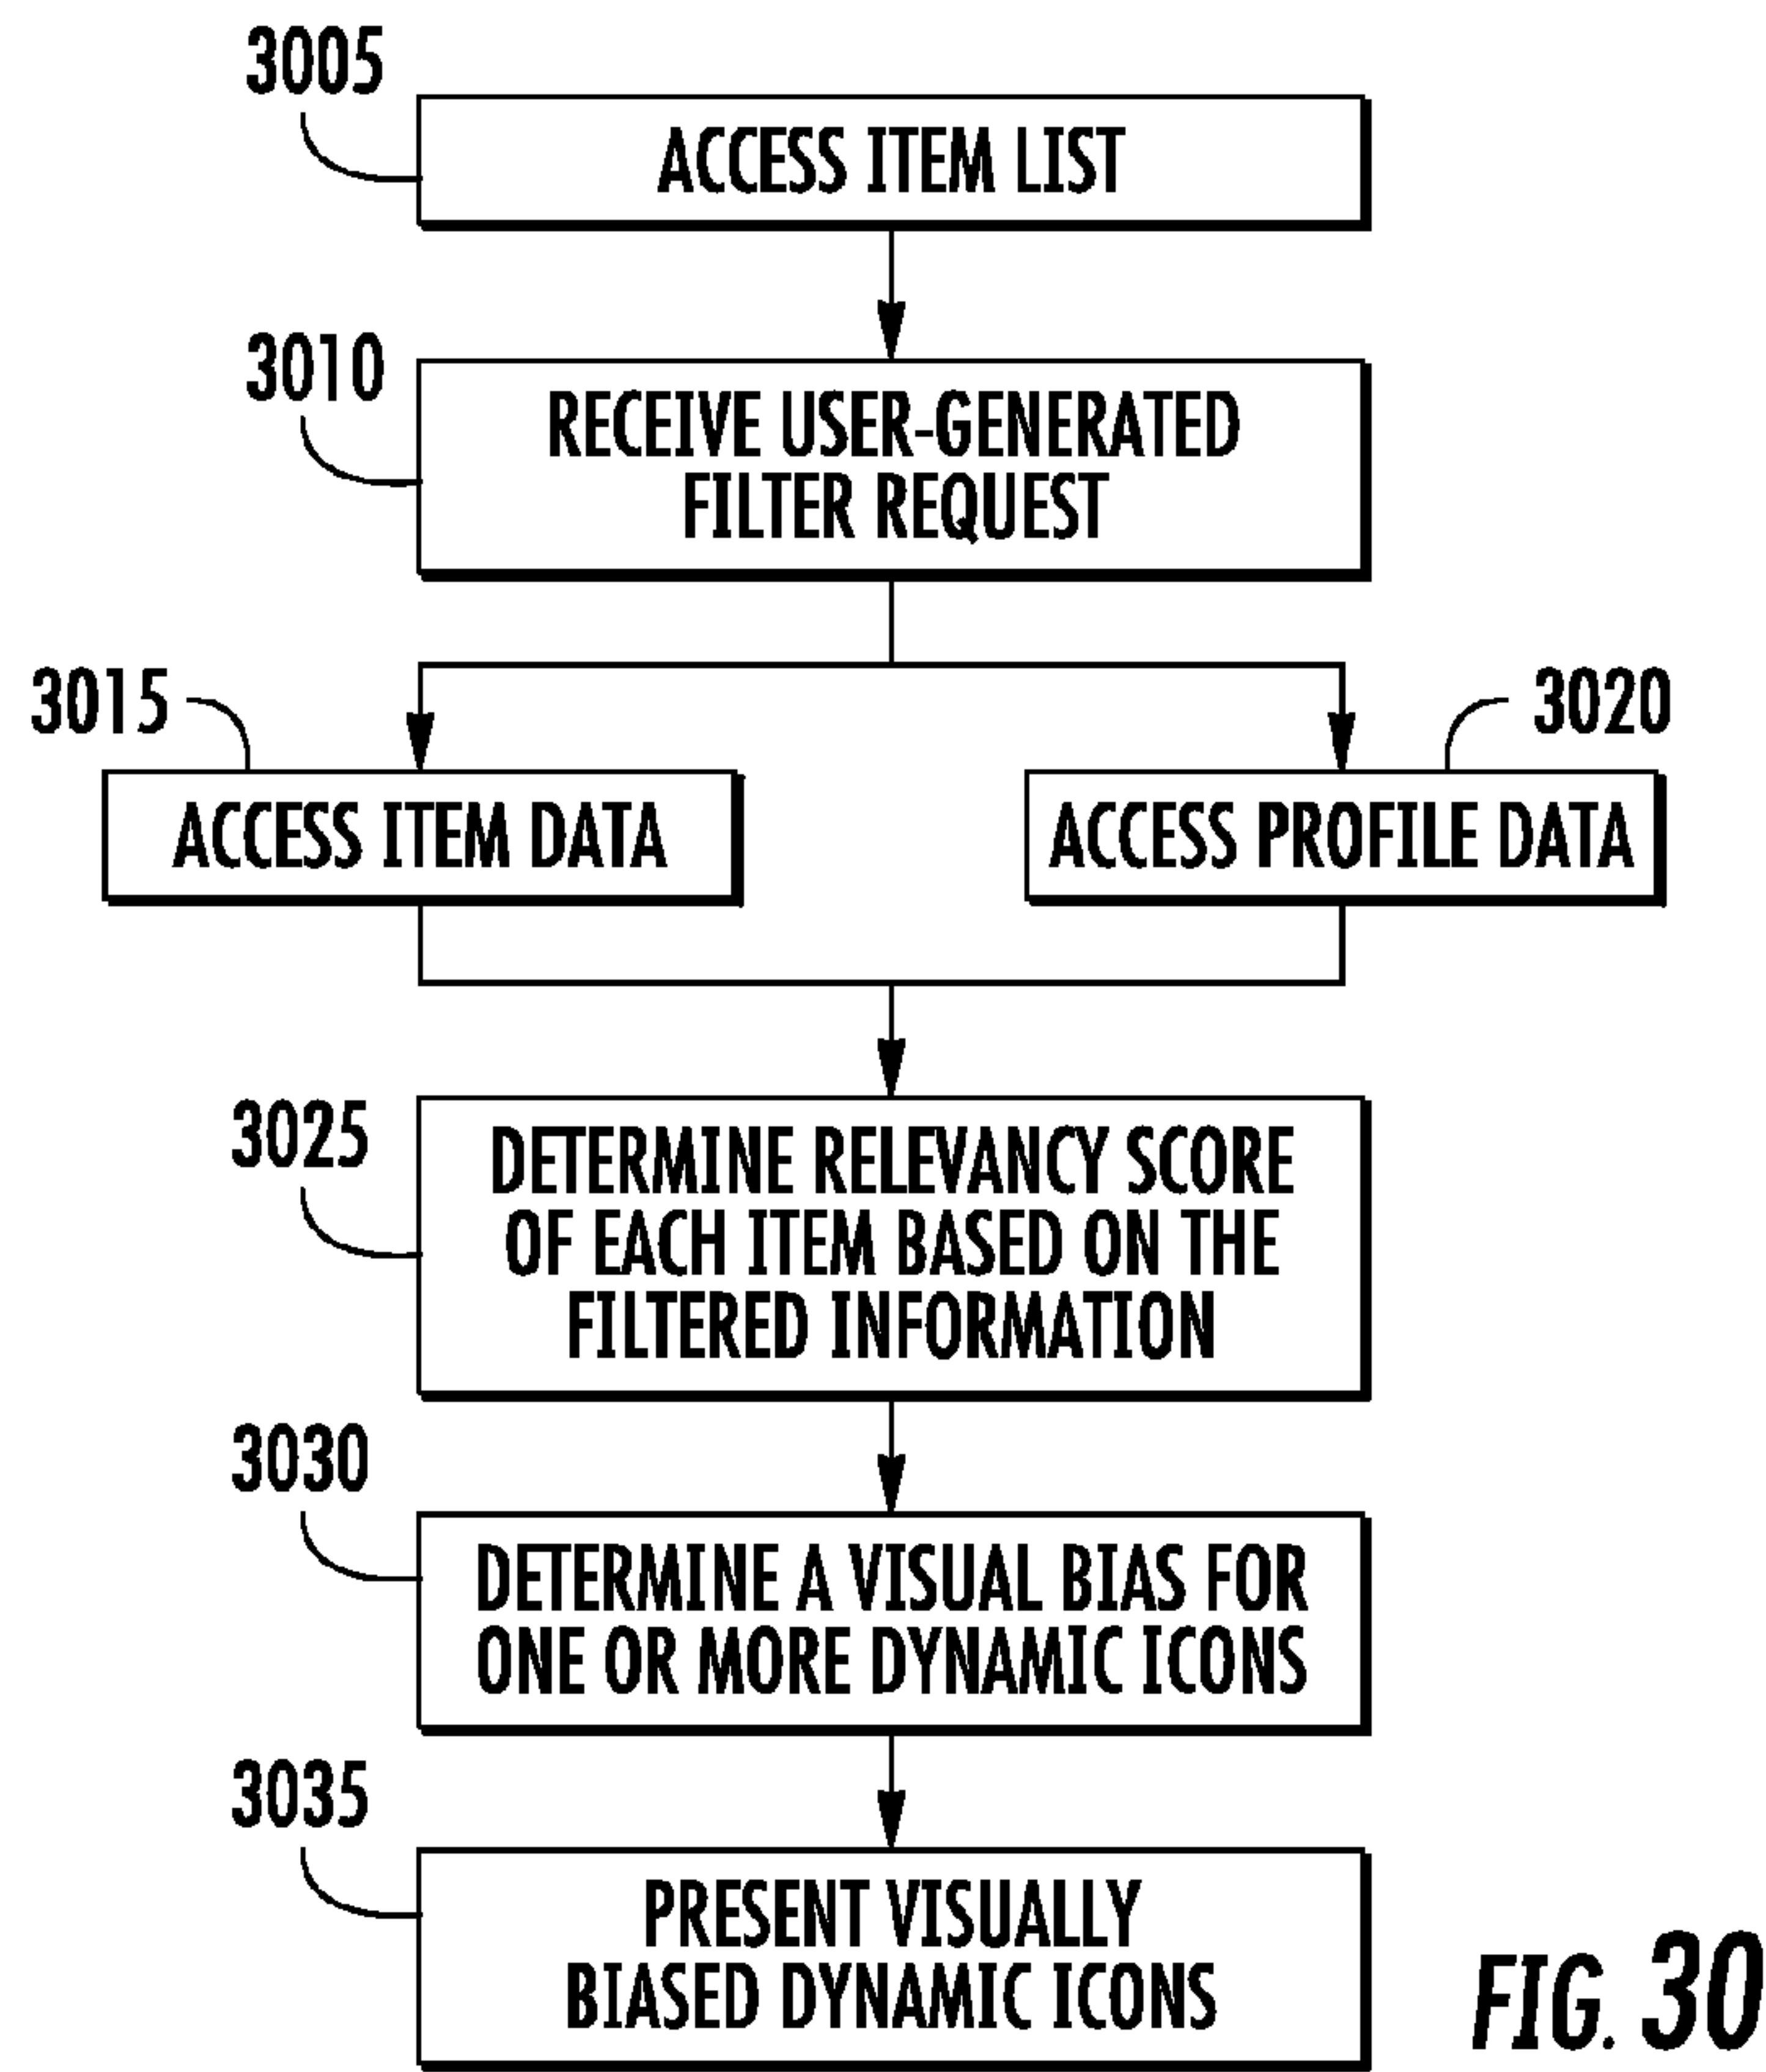 3005
ACCESS ITEM LIST
3010
RECEIVE USER-GENERATED
FILTER REQUEST
3015
3020
ACCESS ITEM DATA
ACCESS PROFILE DATA
3025
DETERMINE RELEVANCY SCORE
OF EACH ITEM BASED ON THE
FILTERED INFORMATION
3030
DETERMINE A VISUAL BIAS FOR
ONE OR MORE DYNAMIC ICONS
3035
PRESENT VISUALLY
BIASED DYNAMIC ICONS
FIG. 30